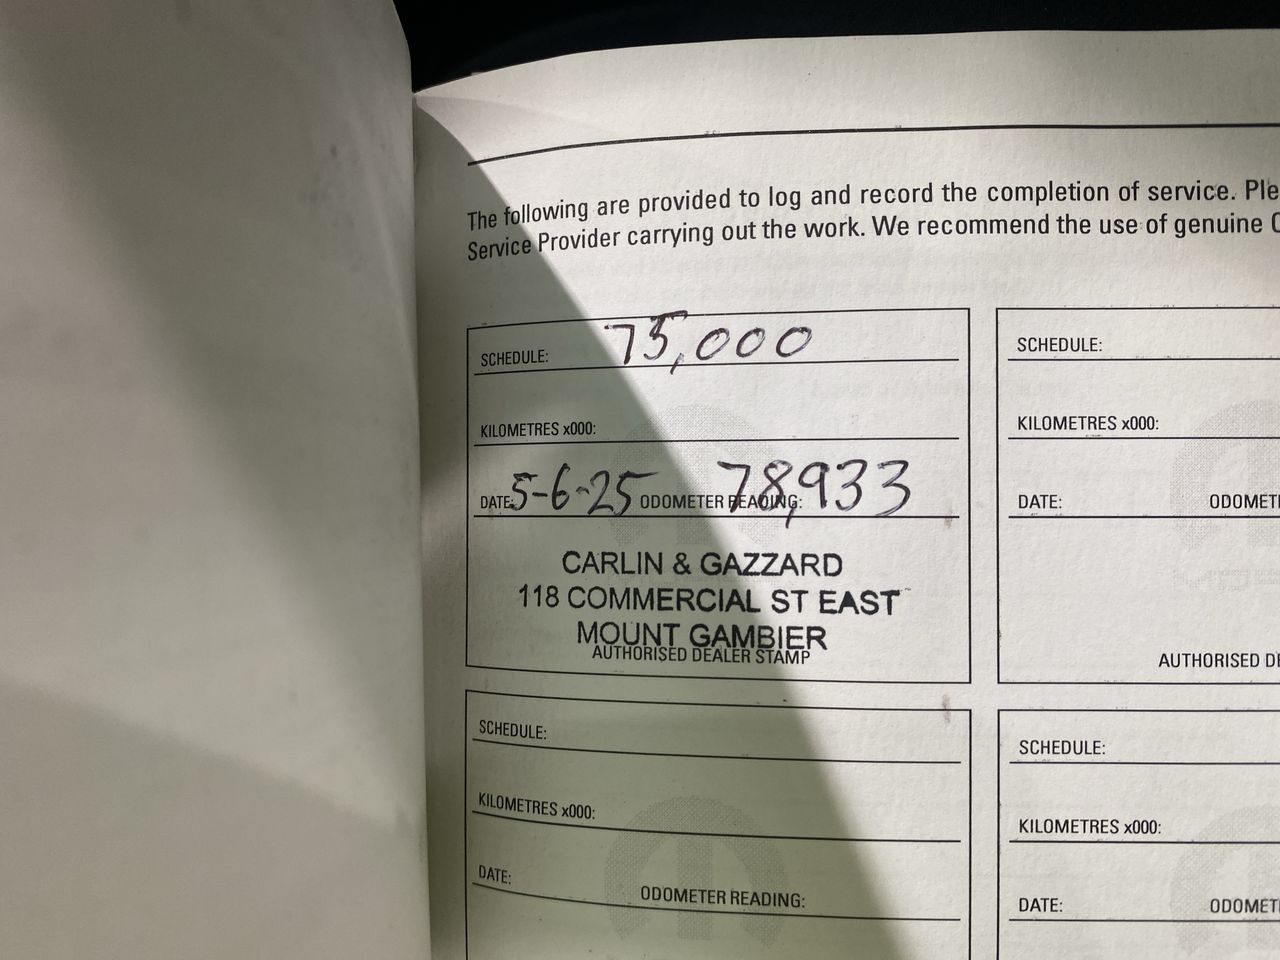 The following are provided to log and record the completion of service. Ple
Service Provider carrying out the work. We recommend the use of genuine
SCHEDULE: 75,000
KILOMETRES x000:
DATE: 5-6-25 ODOMETER READING: 78,933
CARLIN & GAZZARD
118 COMMERCIAL ST EAST
MOUNT GAMBIER
AUTHORISED DEALER STAMP
SCHEDULE:
KILOMETRES x000:
DATE: ODOMET
AUTHORISED DE
SCHEDULE:
KILOMETRES x000:
DATE: ODOMETER READING:
SCHEDULE:
KILOMETRES x000:
DATE: ODOMET